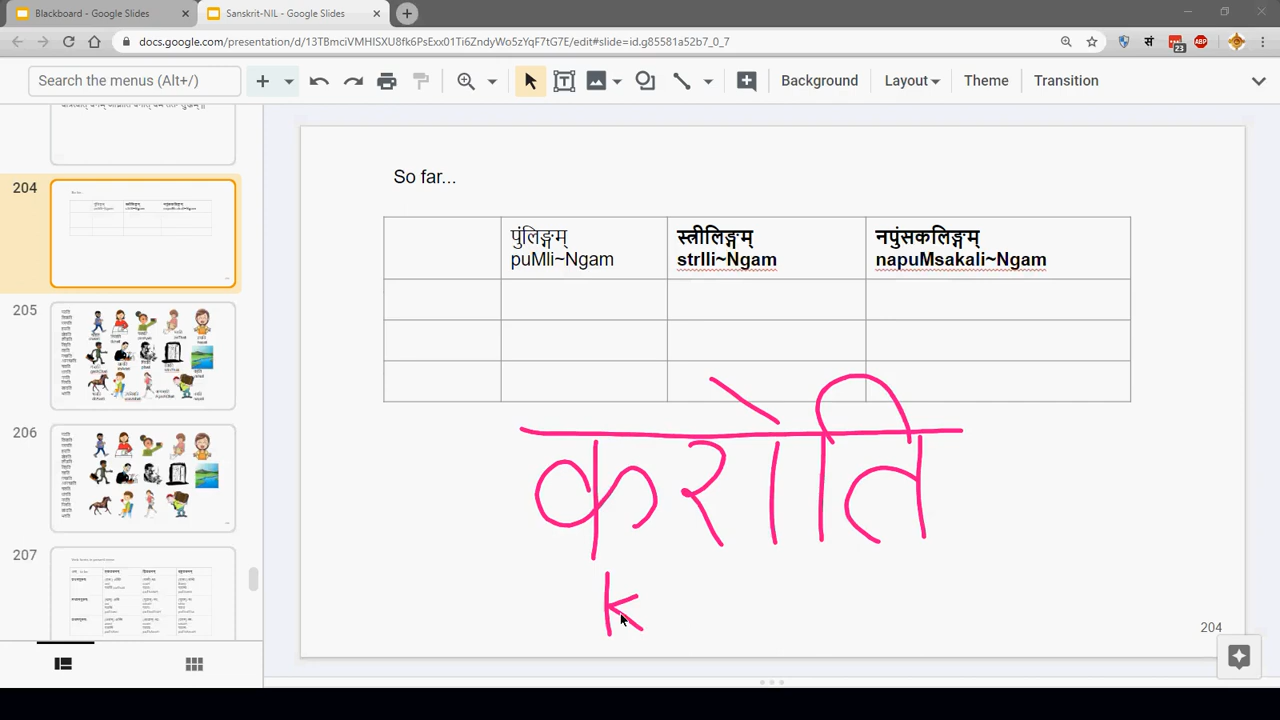 Blackboard - Google Slides
Sanskrit-NIL - Google Slides
docs.google.com/presentation/d/13TBmciVMHISXU8fk6PsExx01Ti6ZndyWo5zYqF7tG7E/edit#slide=id.g85581a52b7_0_7
सं
23
ABP
Search the menus (Alt+/)
Background
Layout
Theme
Transition
204
205
206
207
So far...
पुंलिङ्गम् स्त्रीलिङ्गम् नपुंसकलिङ्गम्
puMli~Ngam strIli~Ngam napuMsakali~Ngam
करोति
k
204